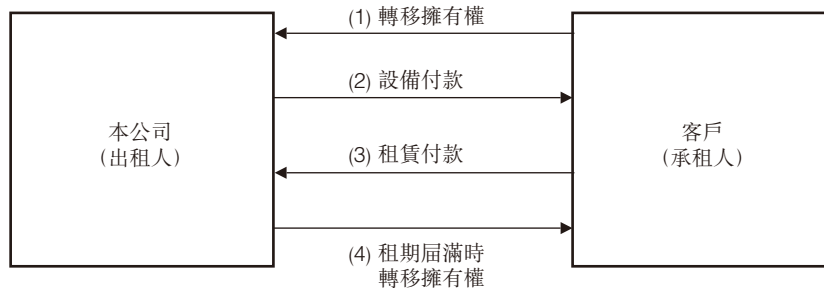 (1) 轉移擁有權
(2) 設備付款
本公司
(出租人)
客戶
(承租人)
(3) 租賃付款
(4) 租期屆滿時
轉移擁有權